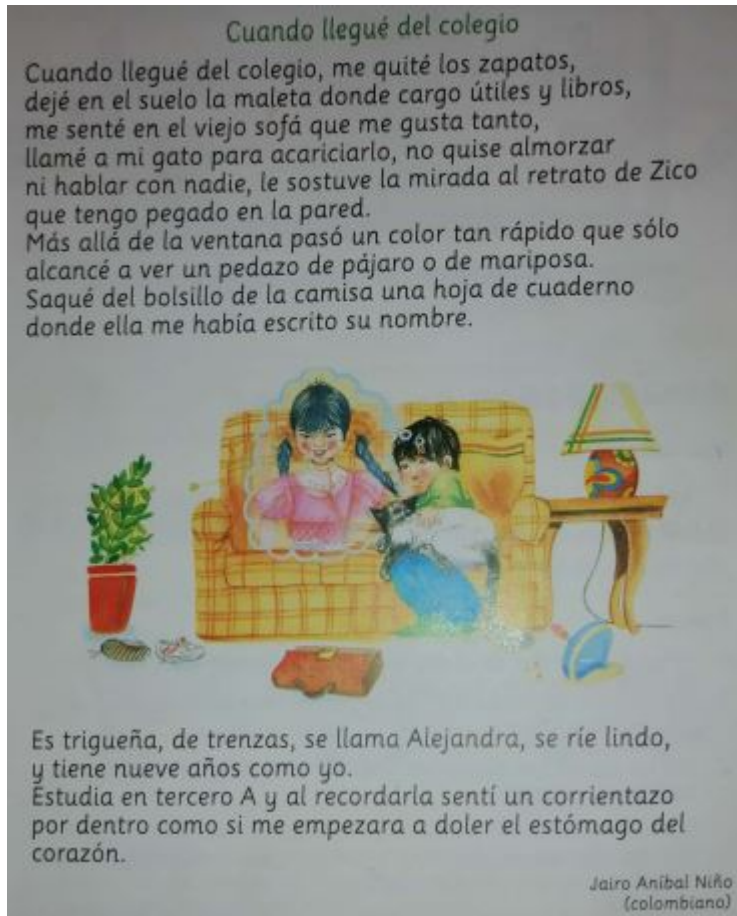 Cuando llegué del colegio
Cuando llegué del colegio, me quité los zapatos,
dejé en el suelo la maleta donde cargo útiles y libros,
me senté en el viejo sofá que me gusta tanto,
llamé a mi gato para acariciarlo, no quise almorzar
ni hablar con nadie, le sostuve la mirada al retrato de Zico
que tengo pegado en la pared.
Más allá de la ventana pasó un color tan rápido que sólo
alcancé a ver un pedazo de pájaro o de mariposa.
Saqué del bolsillo de la camisa una hoja de cuaderno
donde ella me había escrito su nombre.
Es trigueña, de trenzas, se llama Alejandra, se ríe lindo,
y tiene nueve años como yo.
Estudia en tercero A y al recordarla sentí un corrientazo
por dentro como si me empezara a doler el estómago del
corazón.
Jairo Aníbal Niño
(colombiano)